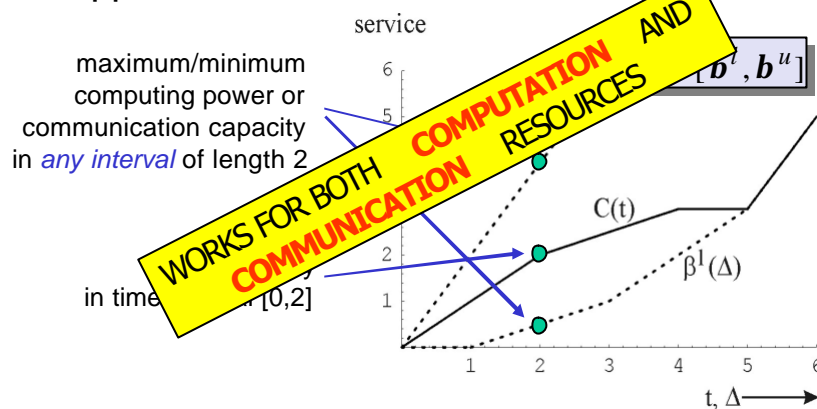 service
maximum/minimum
computing power or
communication capacity
in any interval of length 2
WORKS FOR BOTH COMPUTATION AND
COMMUNICATION RESOURCES
in time [0,2]
, b u]
C(t)
βl(Δ)
6
5
2
1
1 2 3 4 5 6
t, Δ